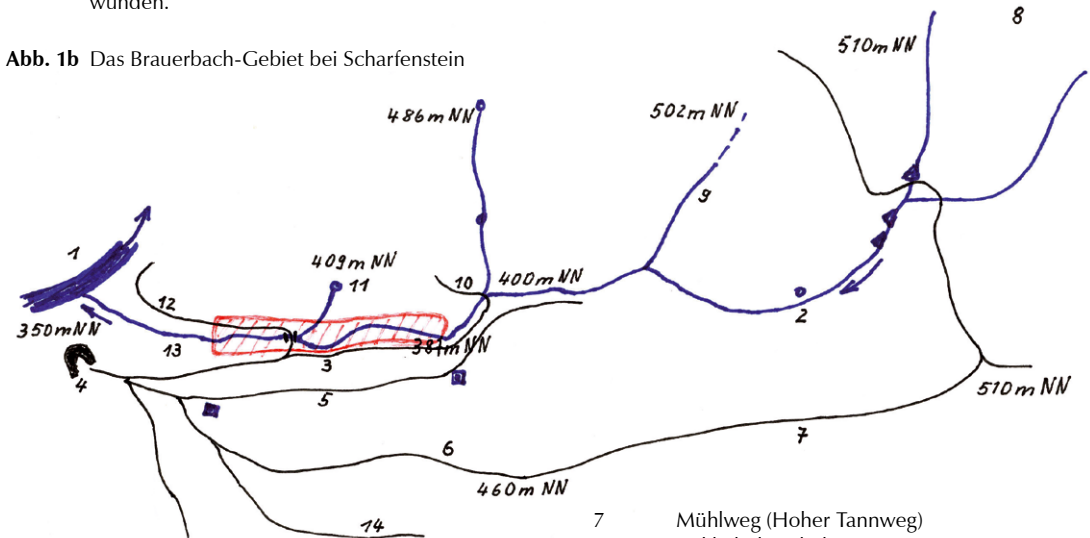 wunden.
Abb. 1b Das Brauerbach-Gebiet bei Scharfenstein
8
510m NN
486m NN
502m NN
9
1
409m NN
11
10
400m NN
12
2
350mNN
13
381m NN
3
4
5
510m NN
7
6
460m NN
7 Mühlweg (Hoher Tannweg)
14